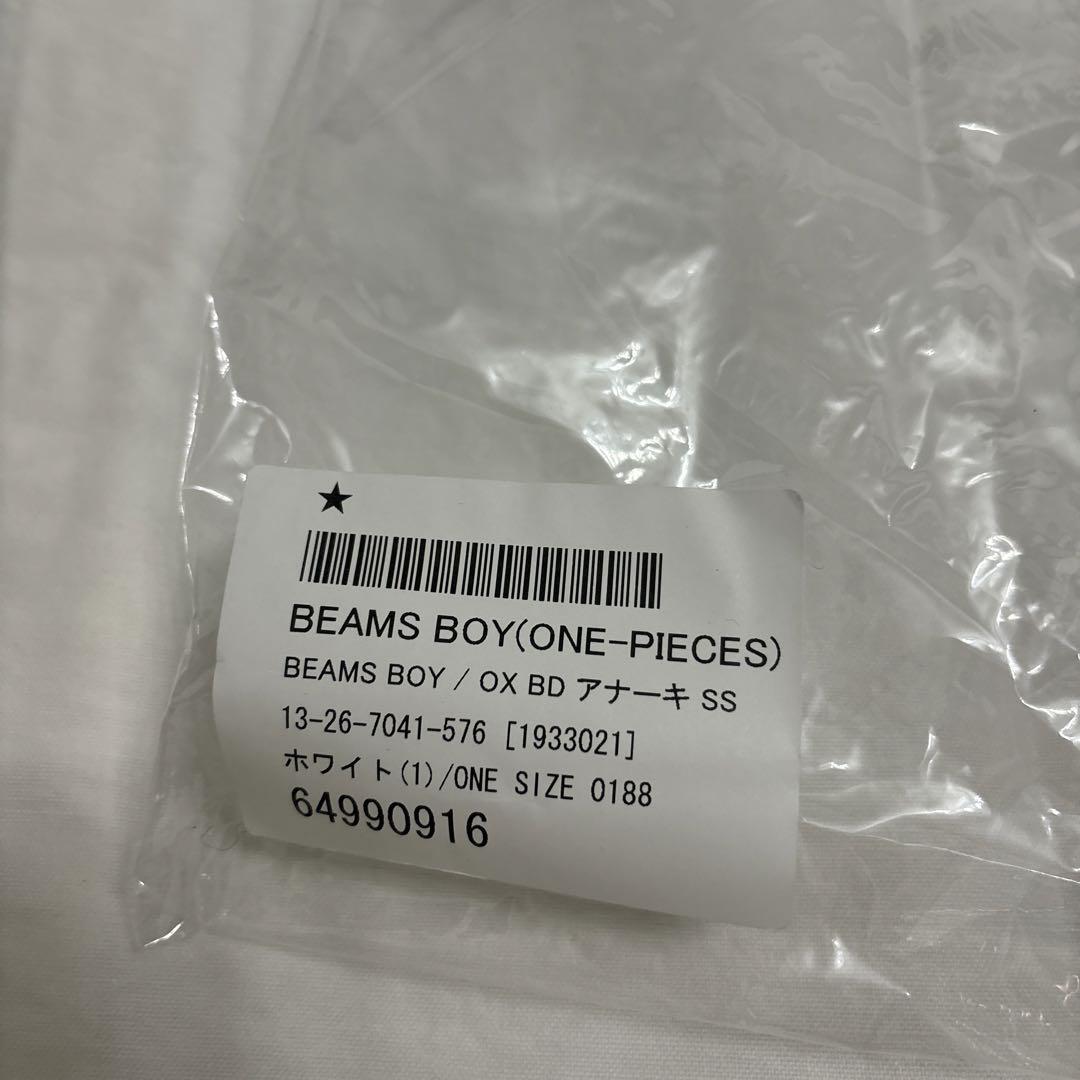 ★
BEAMS BOY(ONE-PIECES)
BEAMS BOY / OX BD アナーキ SS
13-26-7041-576 [1933021]
ホワイト(1)/ONE SIZE 0188
64990916